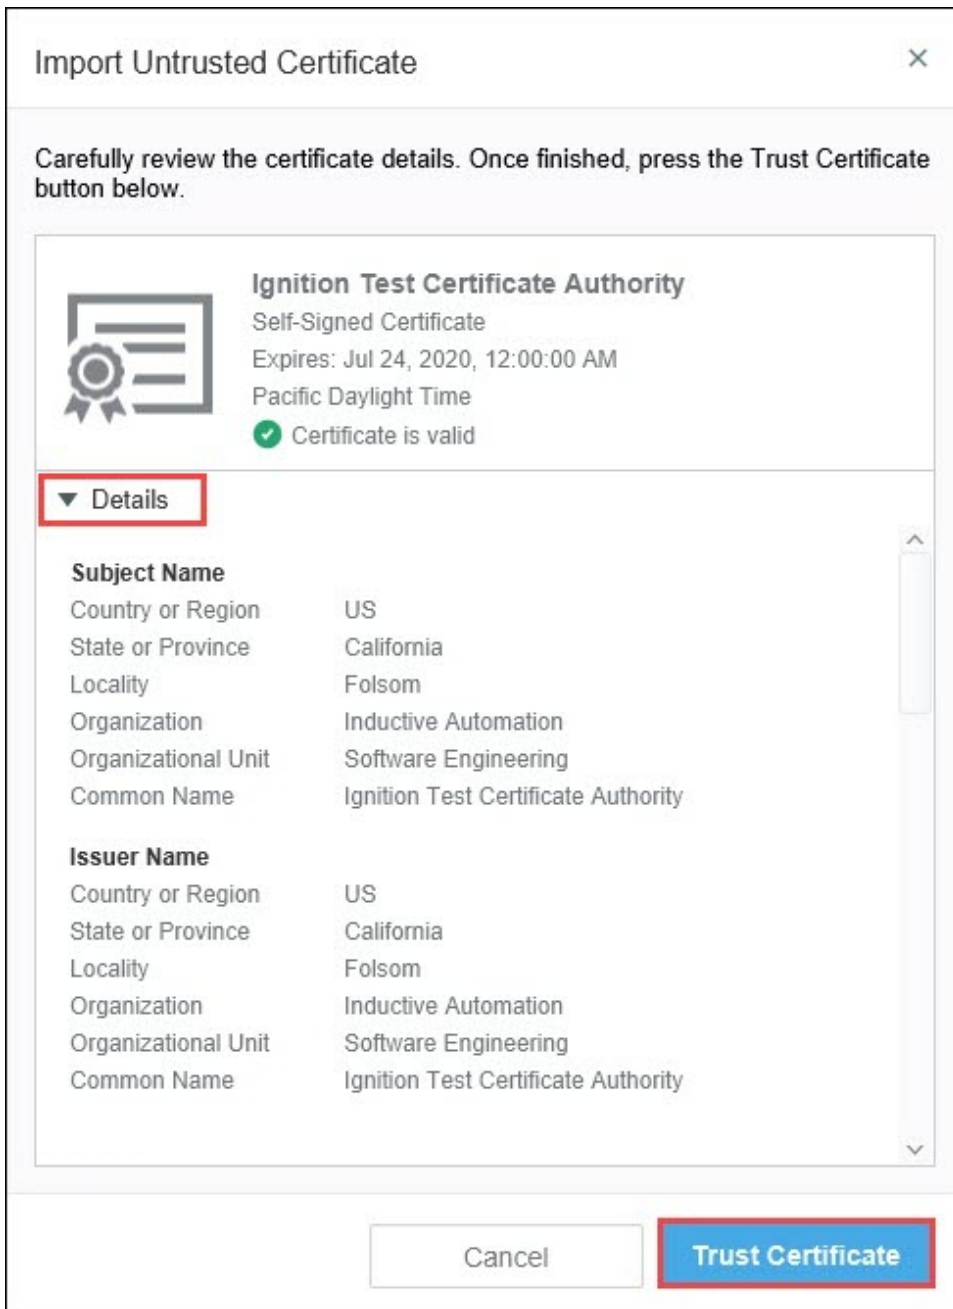 Import Untrusted Certificate
Carefully review the certificate details. Once finished, press the Trust Certificate
button below.
Ignition Test Certificate Authority
Self-Signed Certificate
Expires: Jul 24, 2020, 12:00:00 AM
Pacific Daylight Time
Certificate is valid
Details
Subject Name
Country or Region US
State or Province California
Locality Folsom
Organization Inductive Automation
Organizational Unit Software Engineering
Common Name Ignition Test Certificate Authority
Issuer Name
Country or Region US
State or Province California
Locality Folsom
Organization Inductive Automation
Organizational Unit Software Engineering
Common Name Ignition Test Certificate Authority
Cancel Trust Certificate